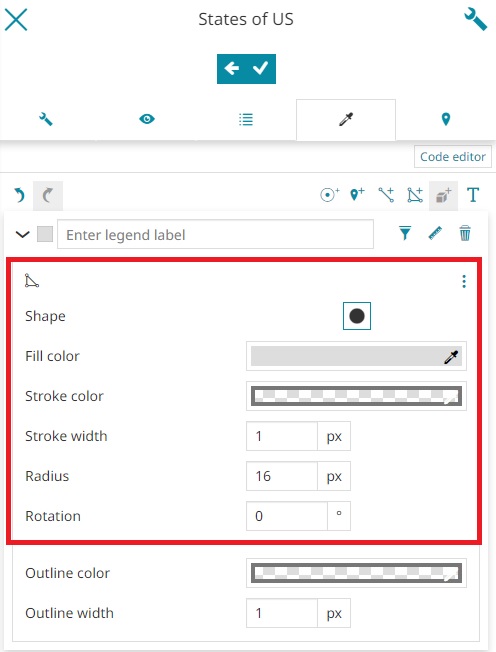 States of US
Code editor
T
Enter legend label
Shape
Fill color
Stroke color
Stroke width 1 px
Radius 16 px
Rotation 0 °
Outline color
Outline width 1 px